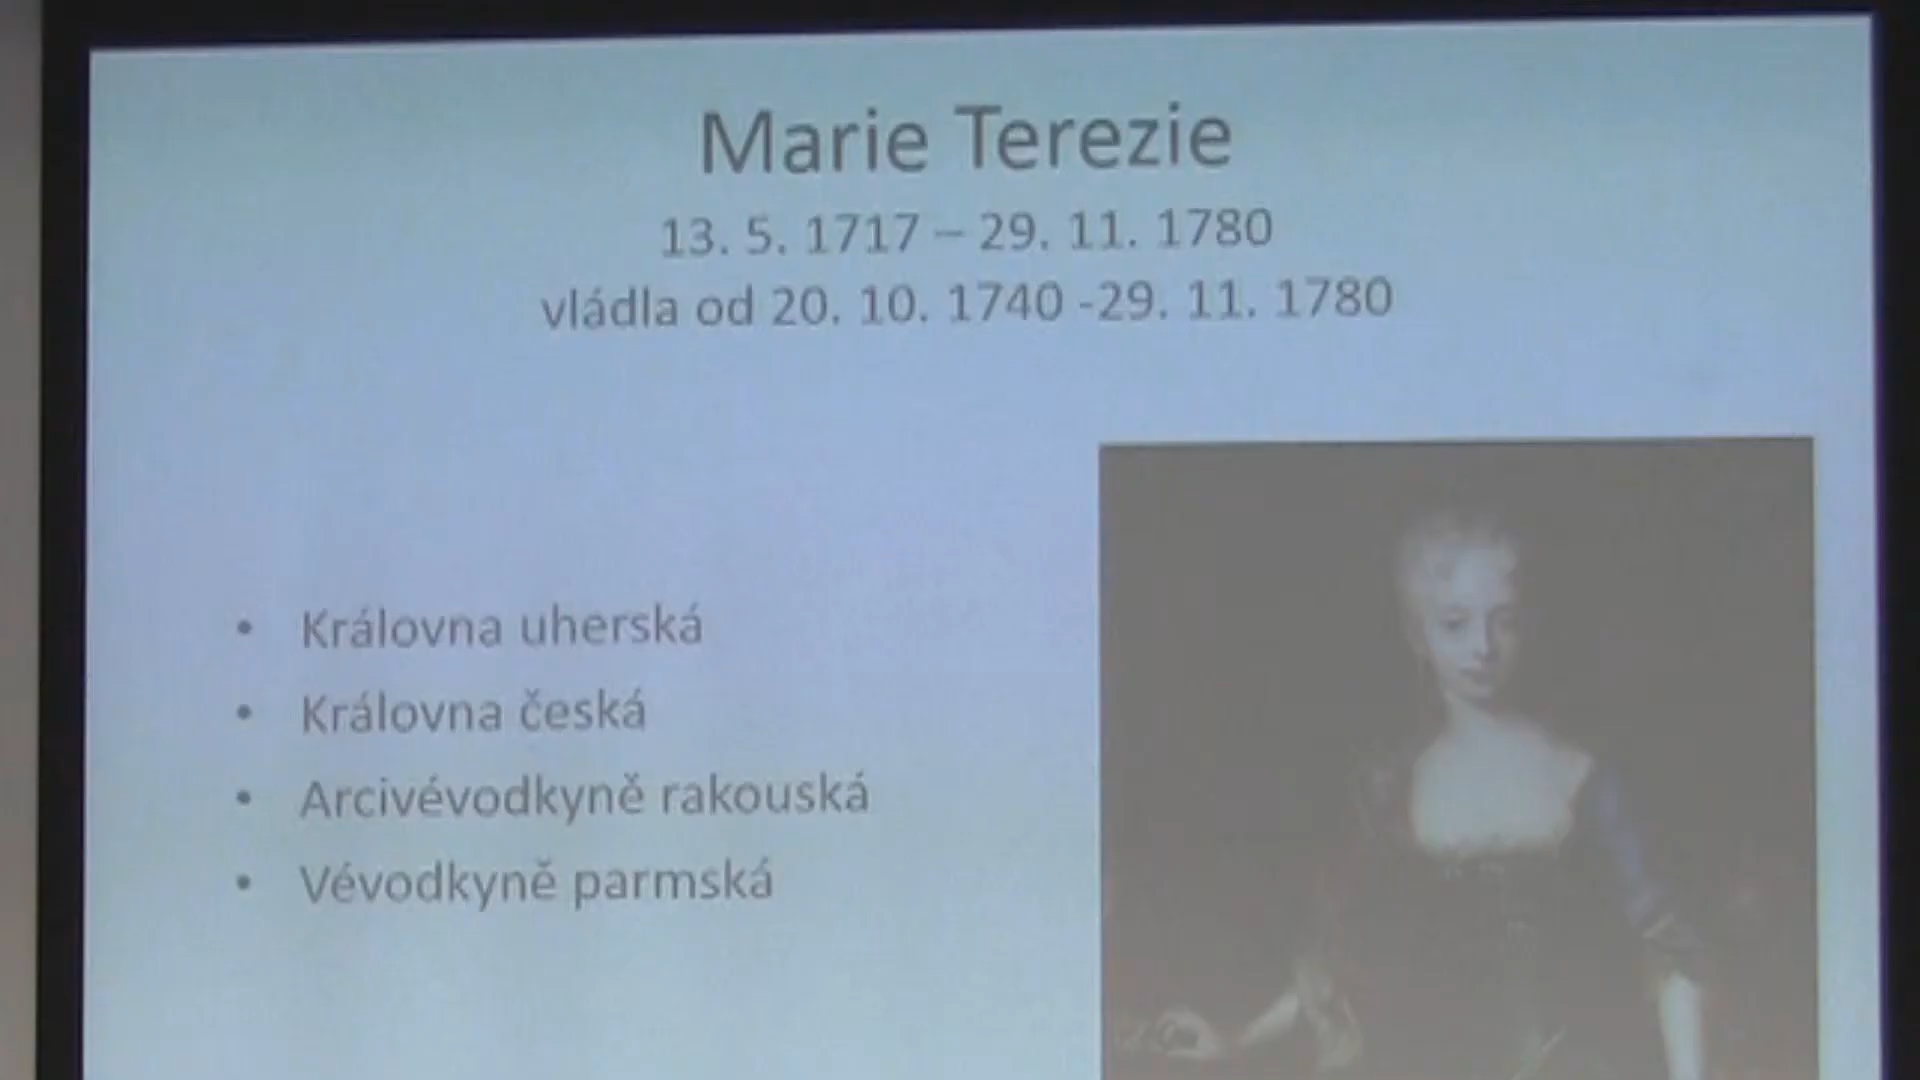 Marie Terezie
13. 5. 1717 – 29. 11. 1780
vládla od 20. 10. 1740 -29. 11. 1780
• Královna uherská
• Královna česká
• Arcivévodkyně rakouská
• Vévodkyně parmská